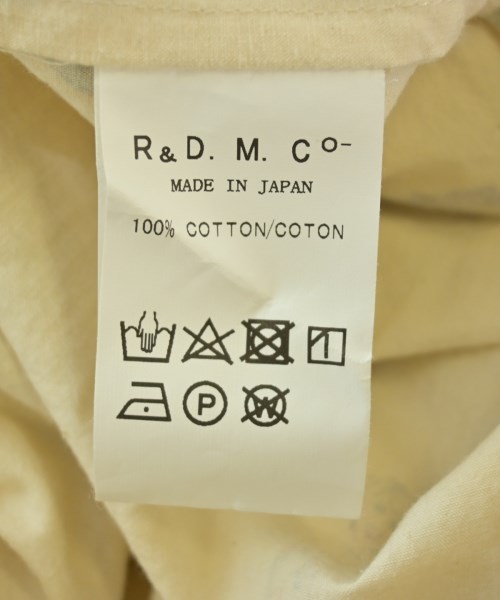 R&D. M. Co-
MADE IN JAPAN
100% COTTON/COTON
P
W